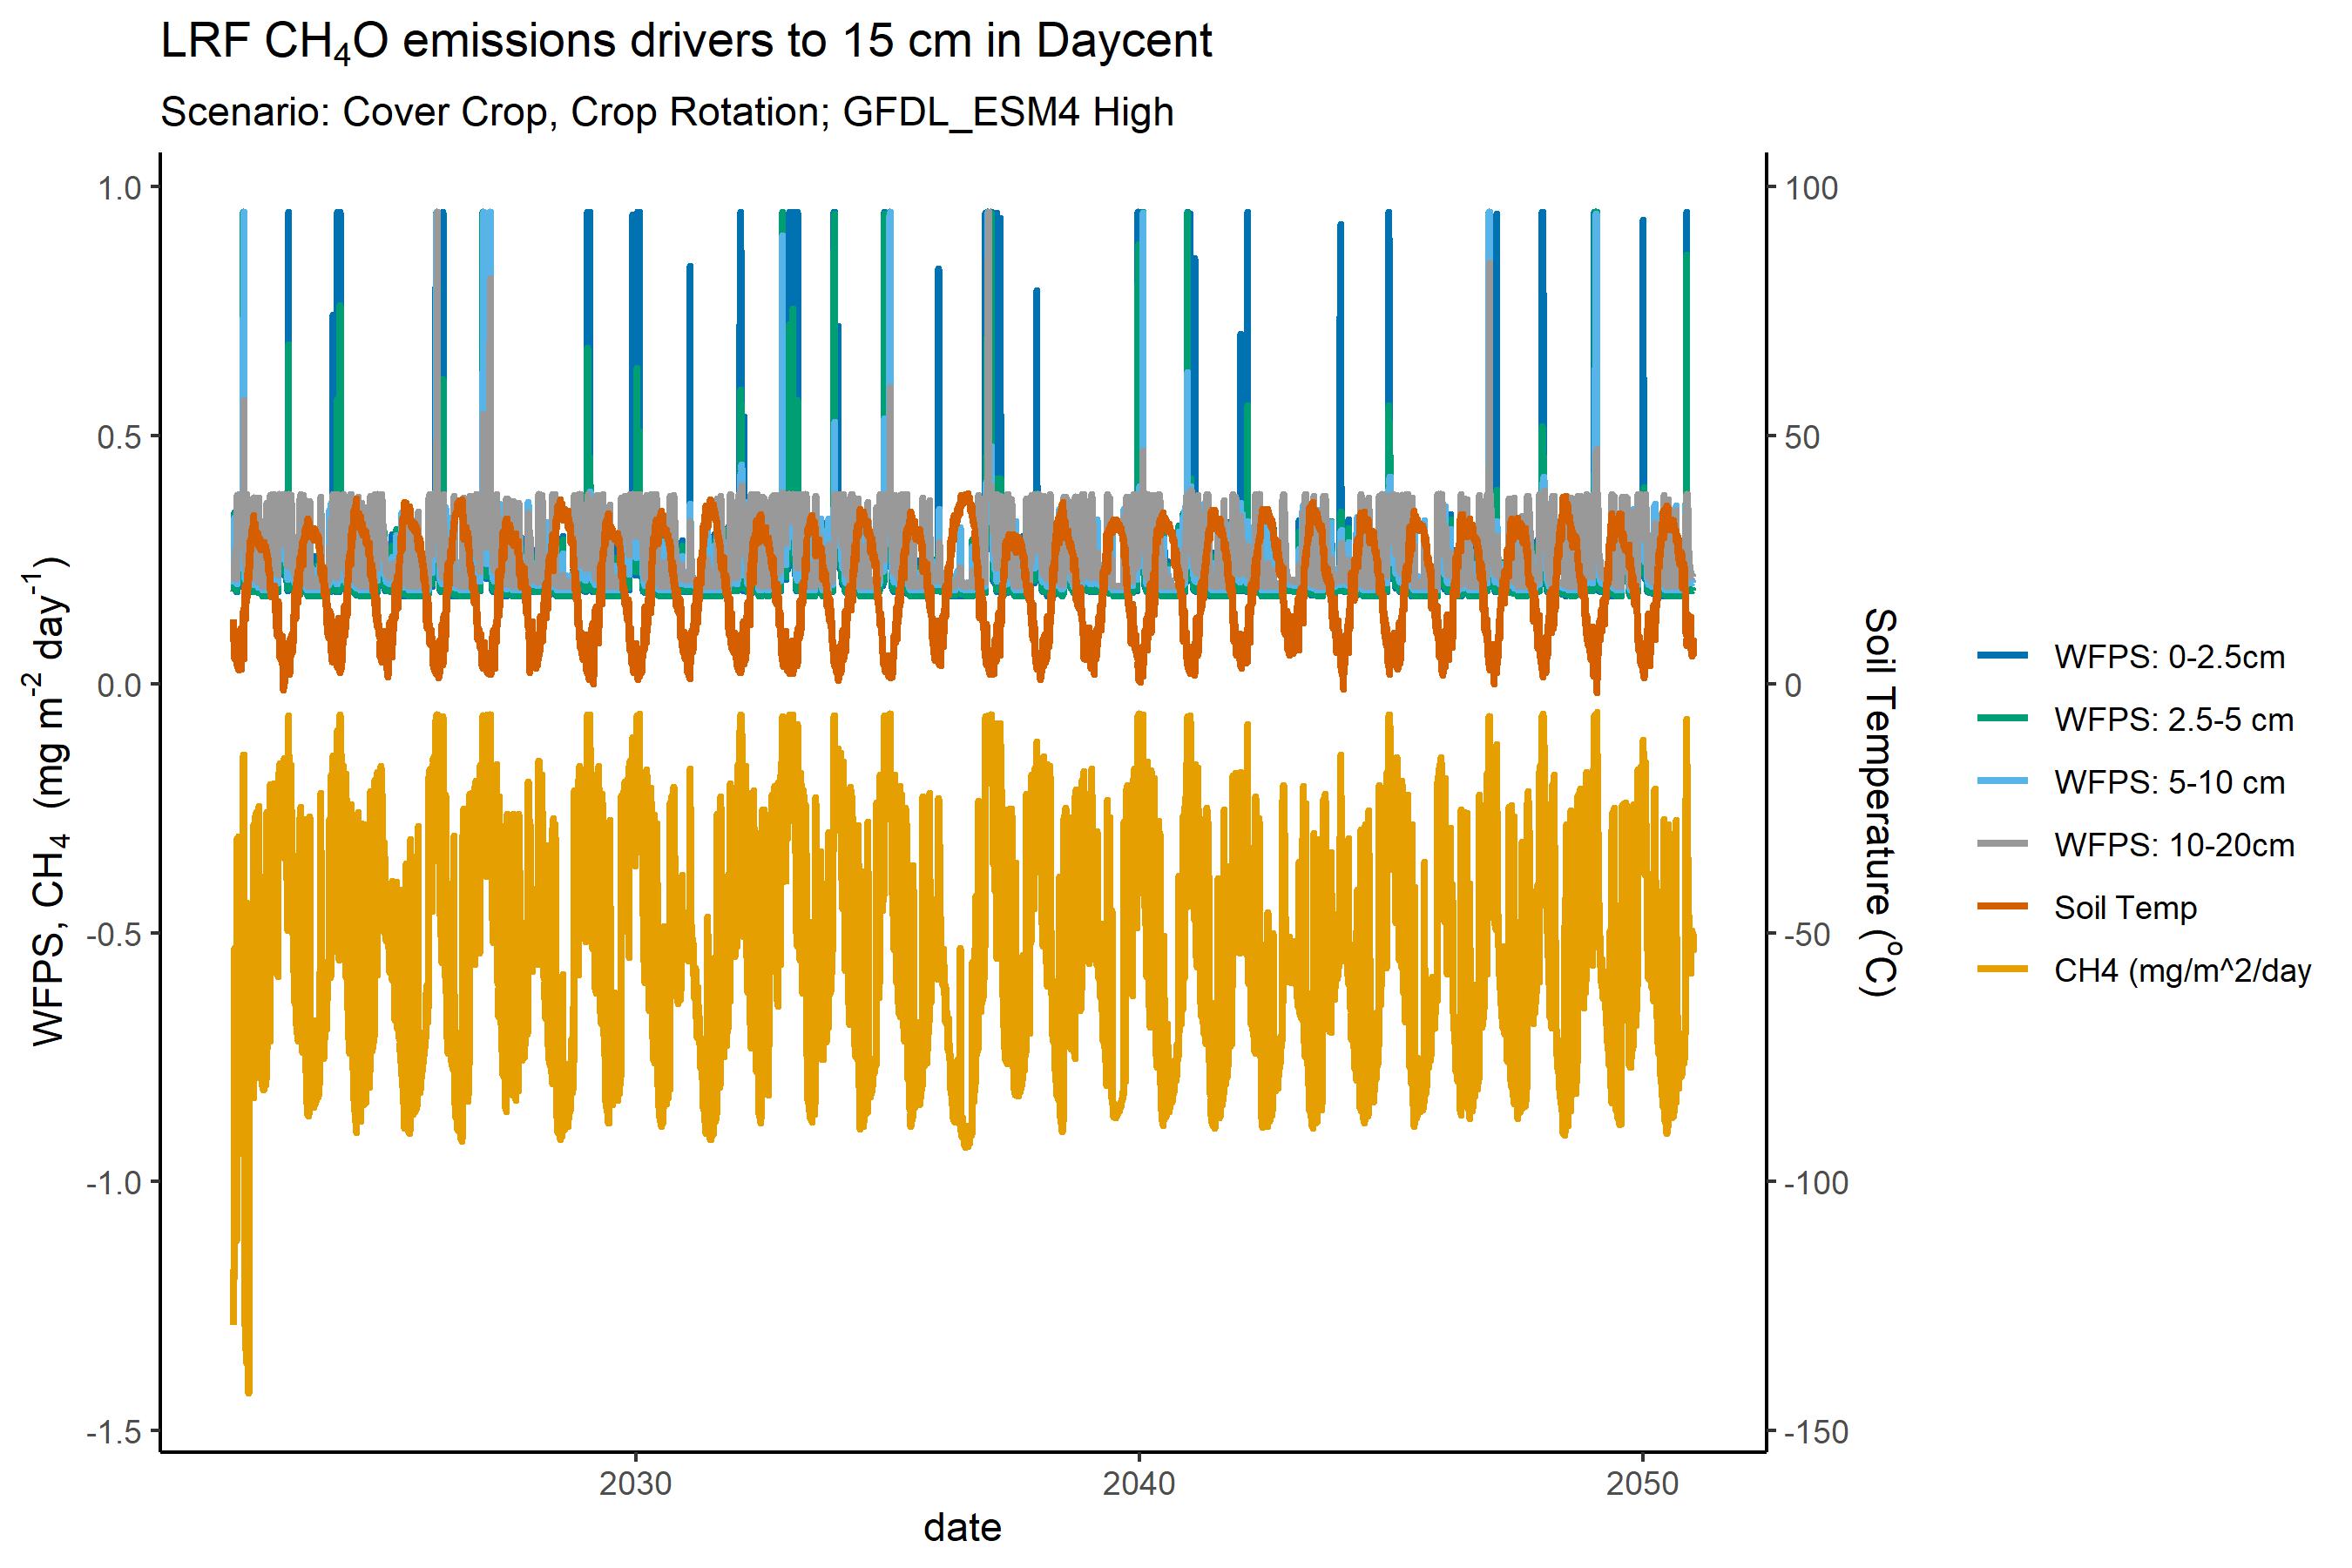 LRF CH₄O emissions drivers to 15 cm in Daycent
Scenario: Cover Crop, Crop Rotation; GFDL_ESM4 High
1.0
0.5
0.0
-0.5
-1.0
-1.5
WFPS, CH₄ (mg m⁻² day⁻¹)
100
50
0
-50
-100
-150
Soil Temperature (⁰C)
2030
2040
2050
date
WFPS: 0-2.5cm
WFPS: 2.5-5 cm
WFPS: 5-10 cm
WFPS: 10-20cm
Soil Temp
CH4 (mg/m^2/day